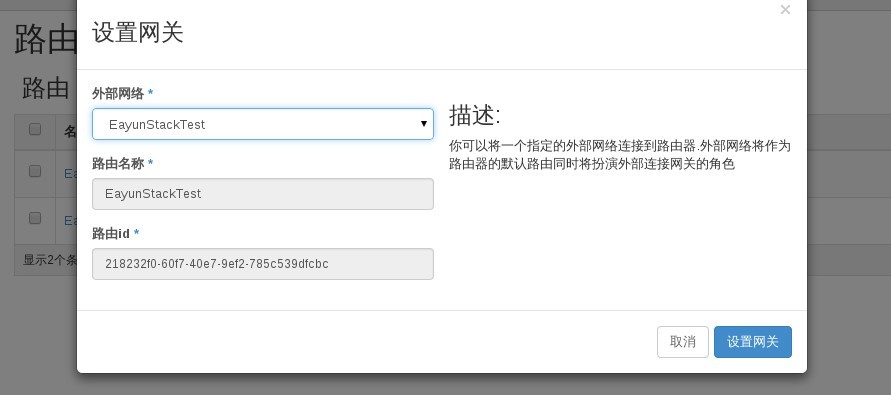 ×
设置网关
路由
路由
外部网络 *
EayunStackTest
描述:
你可以将一个指定的外部网络连接到路由器.外部网络将作为
路由器的默认路由同时将扮演外部连接网关的角色
名
路由名称 *
Ea
EayunStackTest
Ea
路由id *
显示2个条
218232f0-60f7-40e7-9ef2-785c539dfcbc
取消
设置网关